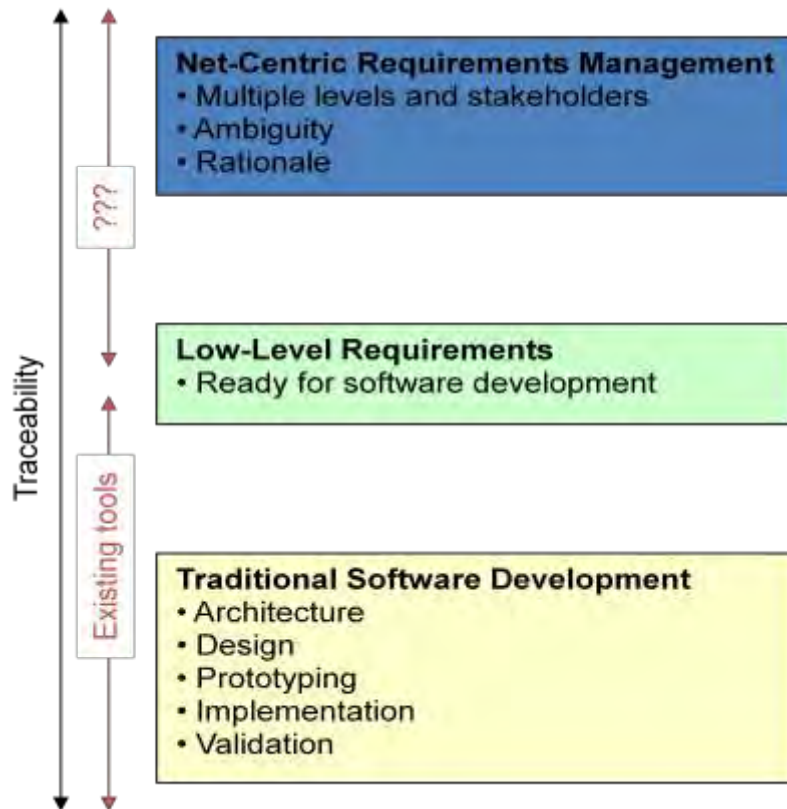 Net-Centric Requirements Management
• Multiple levels and stakeholders
• Ambiguity
• Rationale
???
Low-Level Requirements
• Ready for software development
Traceability
Existing tools
Traditional Software Development
• Architecture
• Design
• Prototyping
• Implementation
• Validation